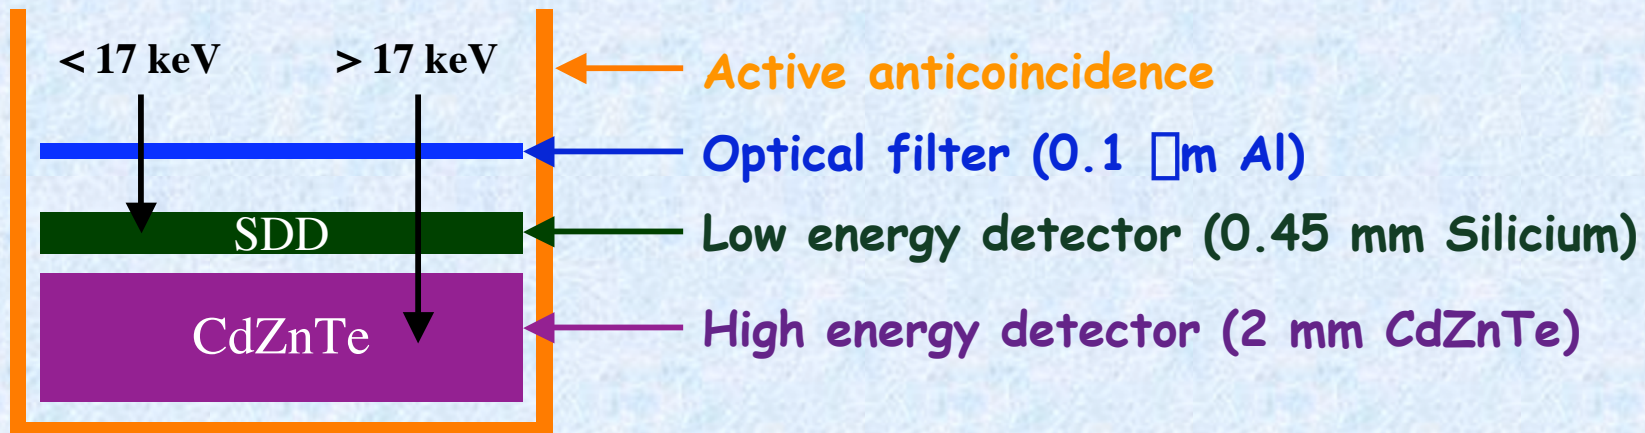 < 17 keV > 17 keV
Active anticoincidence
Optical filter (0.1 □m Al)
SDD
Low energy detector (0.45 mm Silicium)
CdZnTe
High energy detector (2 mm CdZnTe)